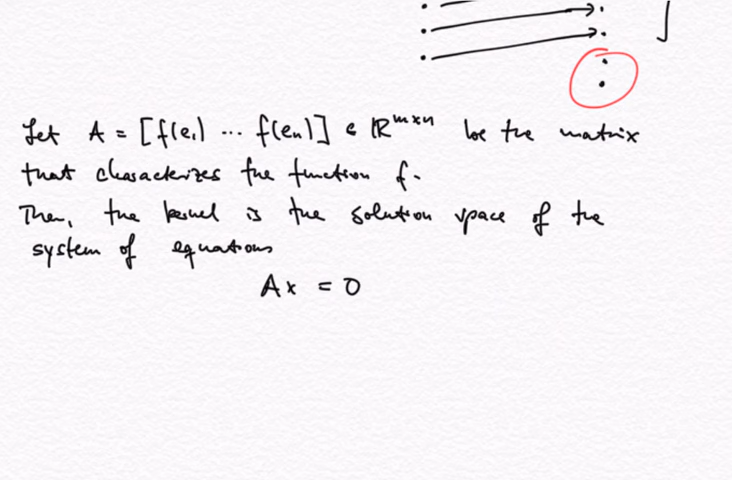 Let A = [f(e₁) ... f(eₙ)] ∈ ℝᵐˣⁿ be the matrix
that characterizes the function f.
Then, the kernel is the solution space of the
system of equations
Ax = 0